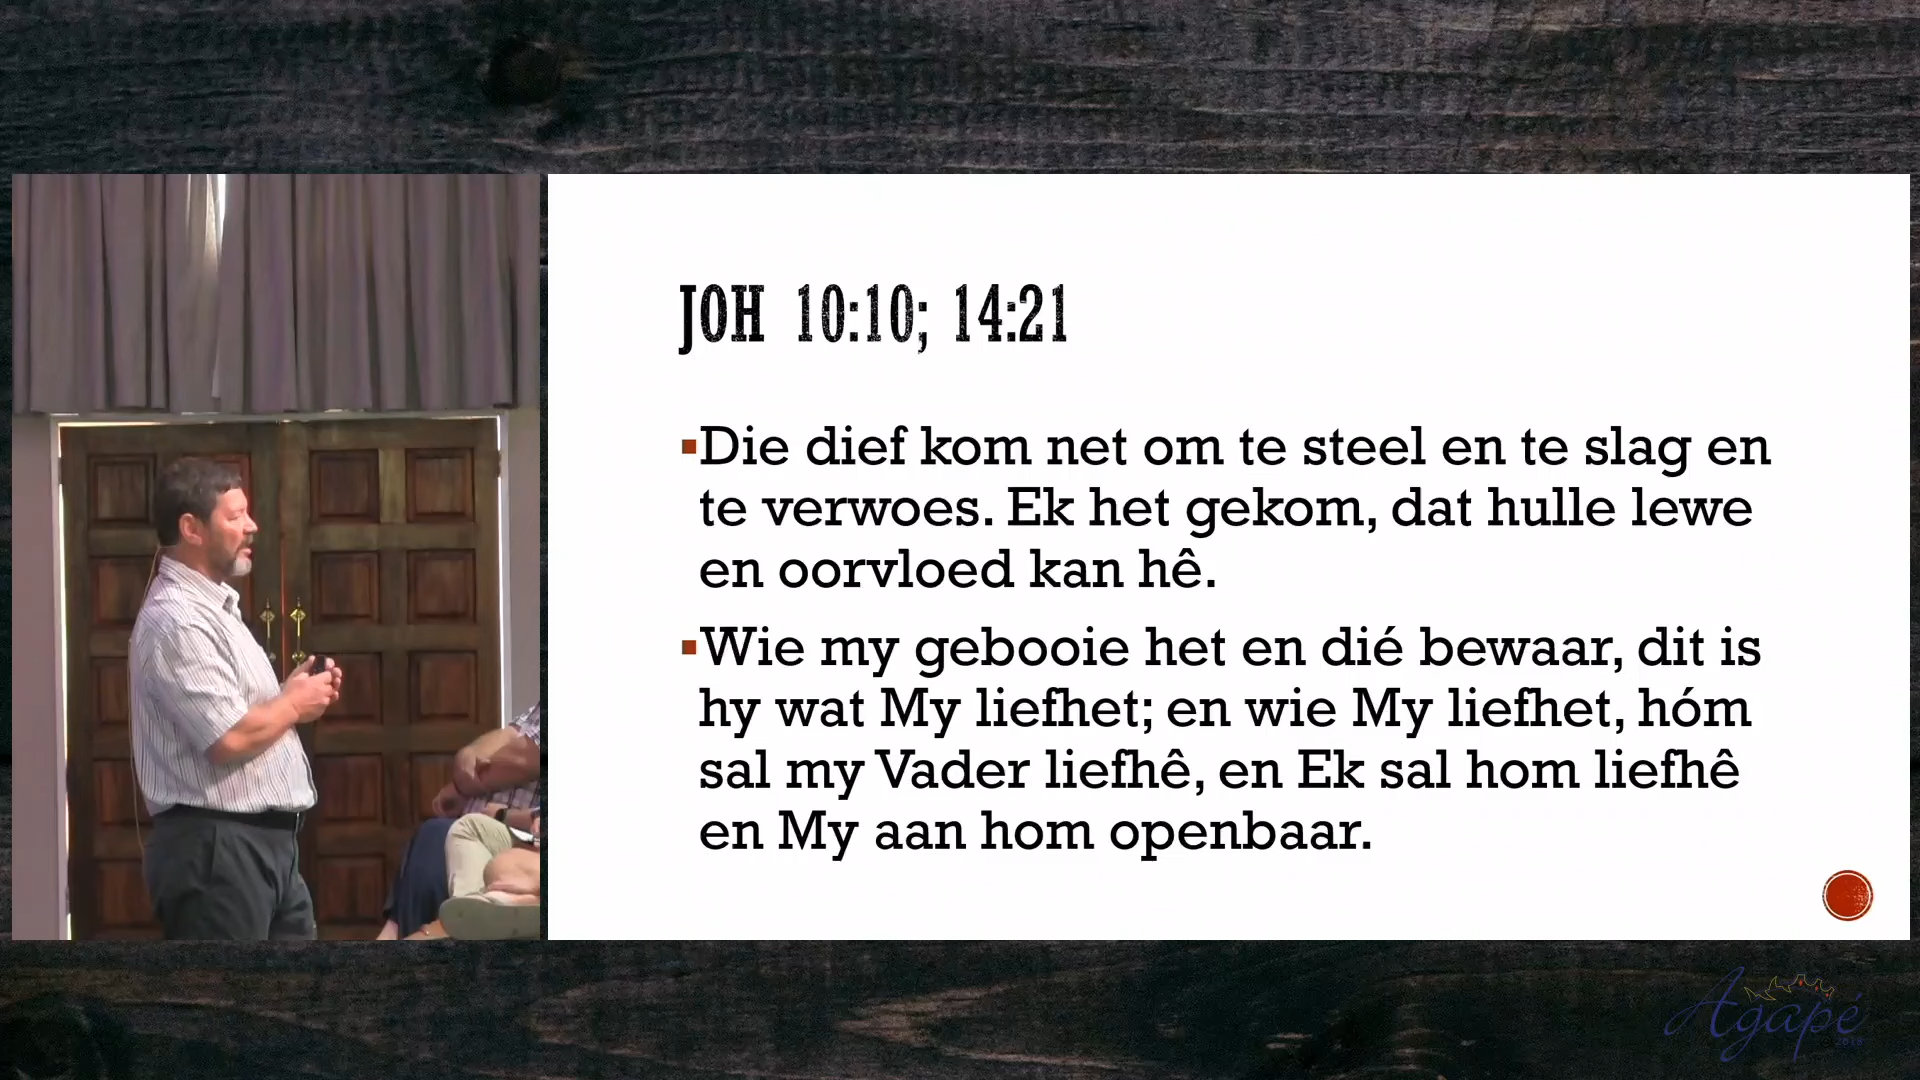 JOH 10:10; 14:21
▪Die dief kom net om te steel en te slag en
te verwoes. Ek het gekom, dat hulle lewe
en oorvloed kan hê.
▪Wie my gebooie het en dié bewaar, dit is
hy wat My liefhet; en wie My liefhet, hóm
sal my Vader liefhê, en Ek sal hom liefhê
en My aan hom openbaar.
Agapé
2018